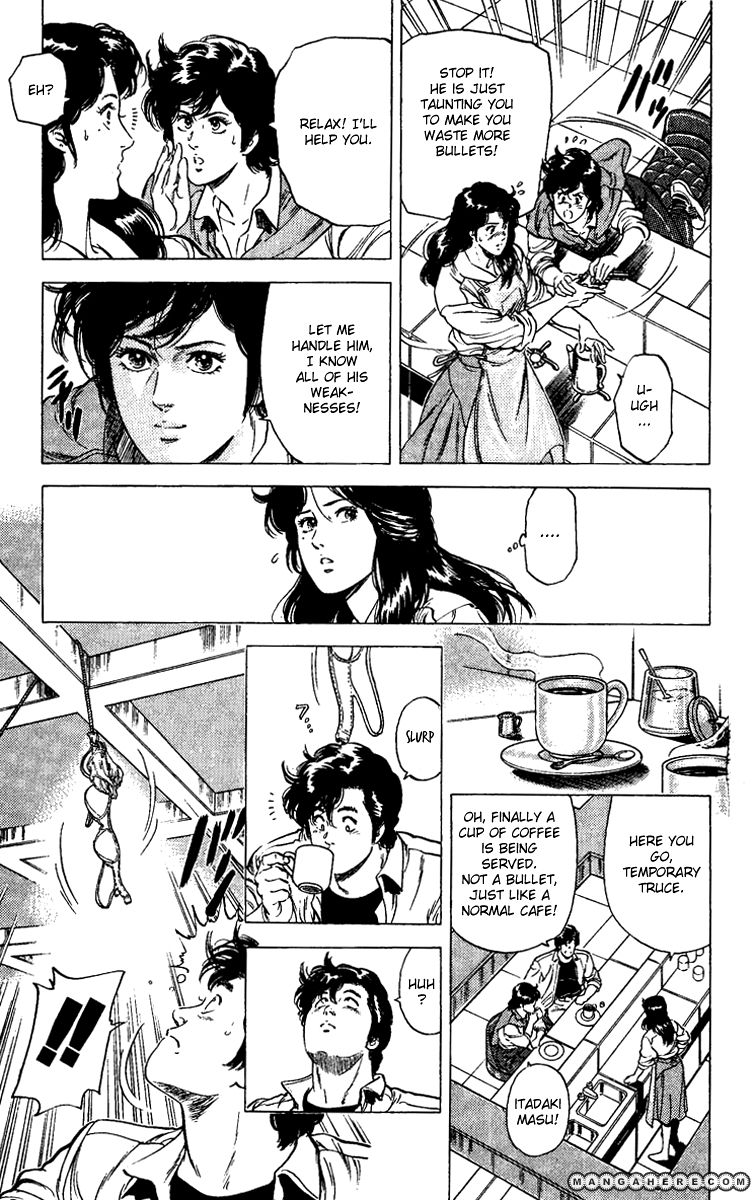 STOP IT!
HE IS JUST
TAUNTING YOU
TO MAKE YOU
WASTE MORE
BULLETS!
U-
UGH
...
RELAX! I'LL
HELP YOU.
EH?
LET ME
HANDLE HIM,
I KNOW
ALL OF HIS
WEAK-
NESSES!
....
HERE YOU
GO,
TEMPORARY
TRUCE.
OH, FINALLY A
CUP OF COFFEE
IS BEING
SERVED.
NOT A BULLET,
JUST LIKE A
NORMAL CAFE!
ITADAKI
MASU!
SLURP
?
HUH
?
!!
MANGAHERE.COM